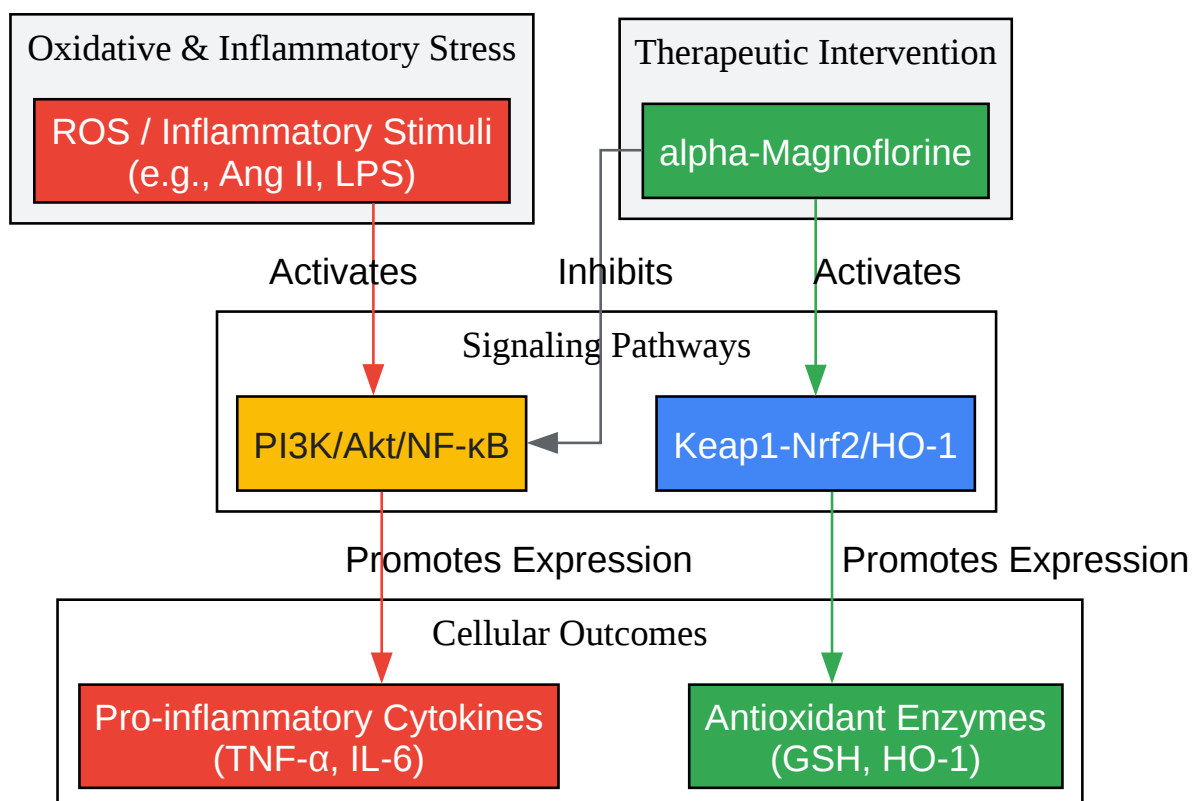 Oxidative & Inflammatory Stress
ROS / Inflammatory Stimuli
(e.g., Ang II, LPS)
Therapeutic Intervention
alpha-Magnoflorine
Activates
Inhibits
Activates
Signaling Pathways
PI3K/Akt/NF-κB
Keap1-Nrf2/HO-1
Promotes Expression
Promotes Expression
Cellular Outcomes
Pro-inflammatory Cytokines
(TNF-α, IL-6)
Antioxidant Enzymes
(GSH, HO-1)